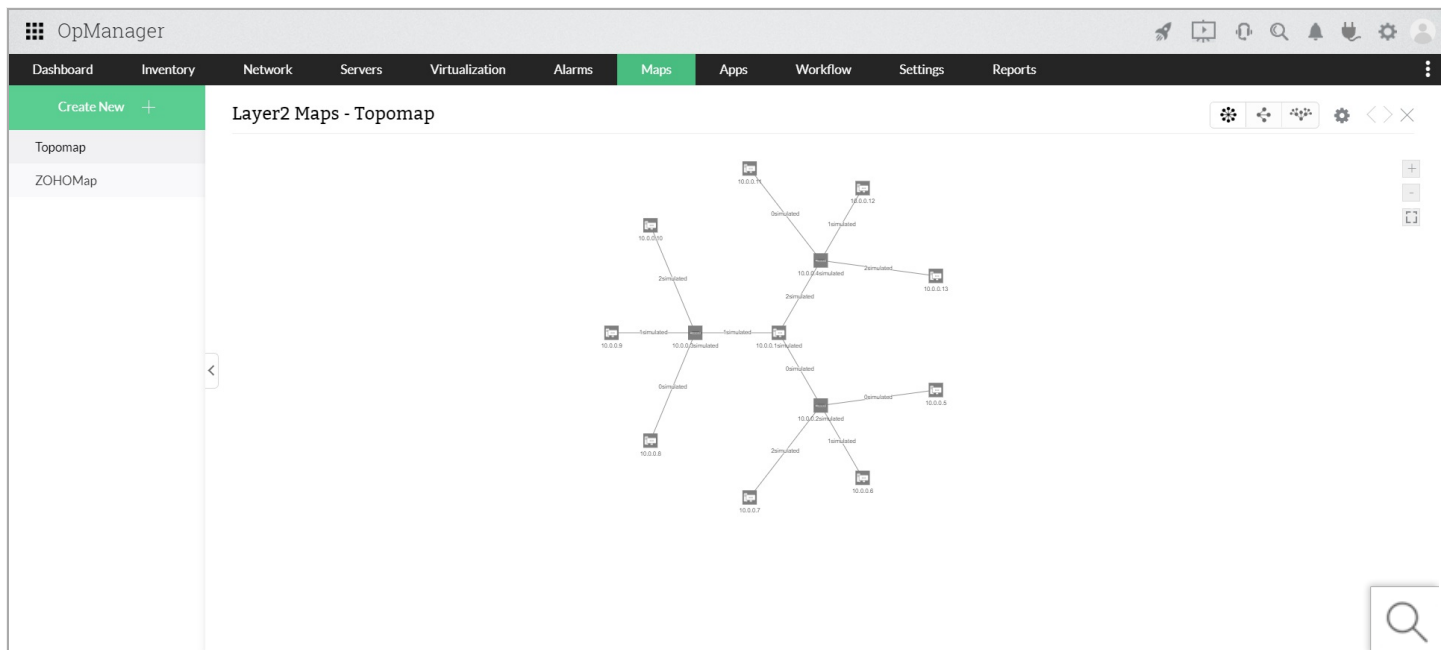 OpManager
Dashboard Inventory Network Servers Virtualization Alarms Maps Apps Workflow Settings Reports
Create New +
Layer2 Maps - Topomap
Topomap
ZOHOMap
10.0.0.11
10.0.0.12
0simulated
1simulated
10.0.0.10
10.0.0.4simulated
2simulated
10.0.0.13
2simulated
2simulated
1simulated
1simulated
10.0.0.9
10.0.0.3simulated
10.0.0.1simulated
0simulated
0simulated
0simulated
10.0.0.5
10.0.0.2simulated
1simulated
10.0.0.8
2simulated
10.0.0.6
10.0.0.7